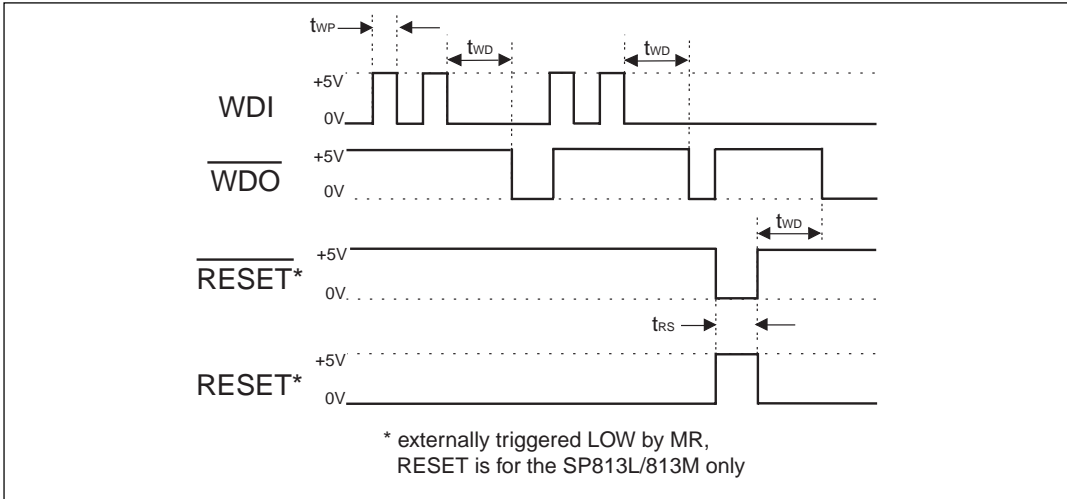 tWP
tWD
tWD
+5V
WDI
0V
+5V
WDO
0V
tWD
+5V
RESET*
0V
tRS
+5V
RESET*
0V
* externally triggered LOW by MR,
RESET is for the SP813L/813M only